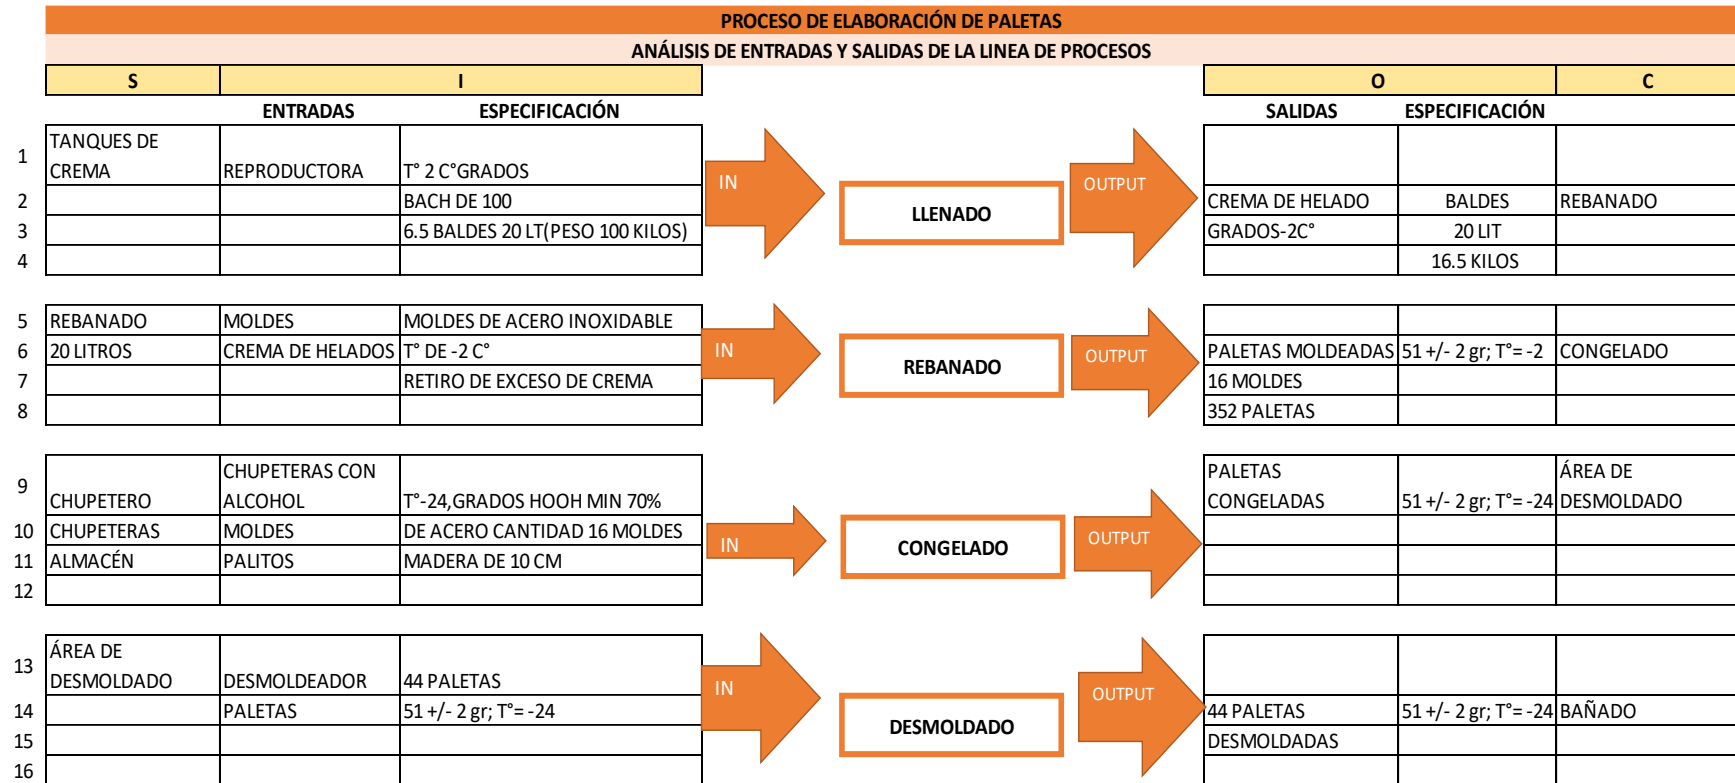 PROCESO DE ELABORACIÓN DE PALETAS
ANÁLISIS DE ENTRADAS Y SALIDAS DE LA LINEA DE PROCESOS
S I O C
ENTRADAS ESPECIFICACIÓN SALIDAS ESPECIFICACIÓN
1 TANQUES DE
CREMA REPRODUCTORA T° 2 C°GRADOS
IN OUTPUT
LLENADO
2 BACH DE 100 CREMA DE HELADO BALDES REBANADO
3 6.5 BALDES 20 LT(PESO 100 KILOS) GRADOS-2C° 20 LIT
4 16.5 KILOS
5 REBANADO MOLDES MOLDES DE ACERO INOXIDABLE
IN OUTPUT
REBANADO
6 20 LITROS CREMA DE HELADOS T° DE -2 C° PALETAS MOLDEADAS 51 +/- 2 gr; T°= -2 CONGELADO
7 RETIRO DE EXCESO DE CREMA 16 MOLDES
8 352 PALETAS
9 CHUPETERAS CON PALETAS ÁREA DE
CHUPETERO ALCOHOL T°-24,GRADOS HOOH MIN 70% CONGELADAS 51 +/- 2 gr; T°= -24 DESMOLDADO
10 CHUPETERAS MOLDES DE ACERO CANTIDAD 16 MOLDES
IN OUTPUT
CONGELADO
11 ALMACÉN PALITOS MADERA DE 10 CM
12
13 ÁREA DE
DESMOLDADO DESMOLDEADOR 44 PALETAS
IN OUTPUT
DESMOLDADO
14 PALETAS 51 +/- 2 gr; T°= -24 44 PALETAS 51 +/- 2 gr; T°= -24 BAÑADO
15 DESMOLDADAS
16